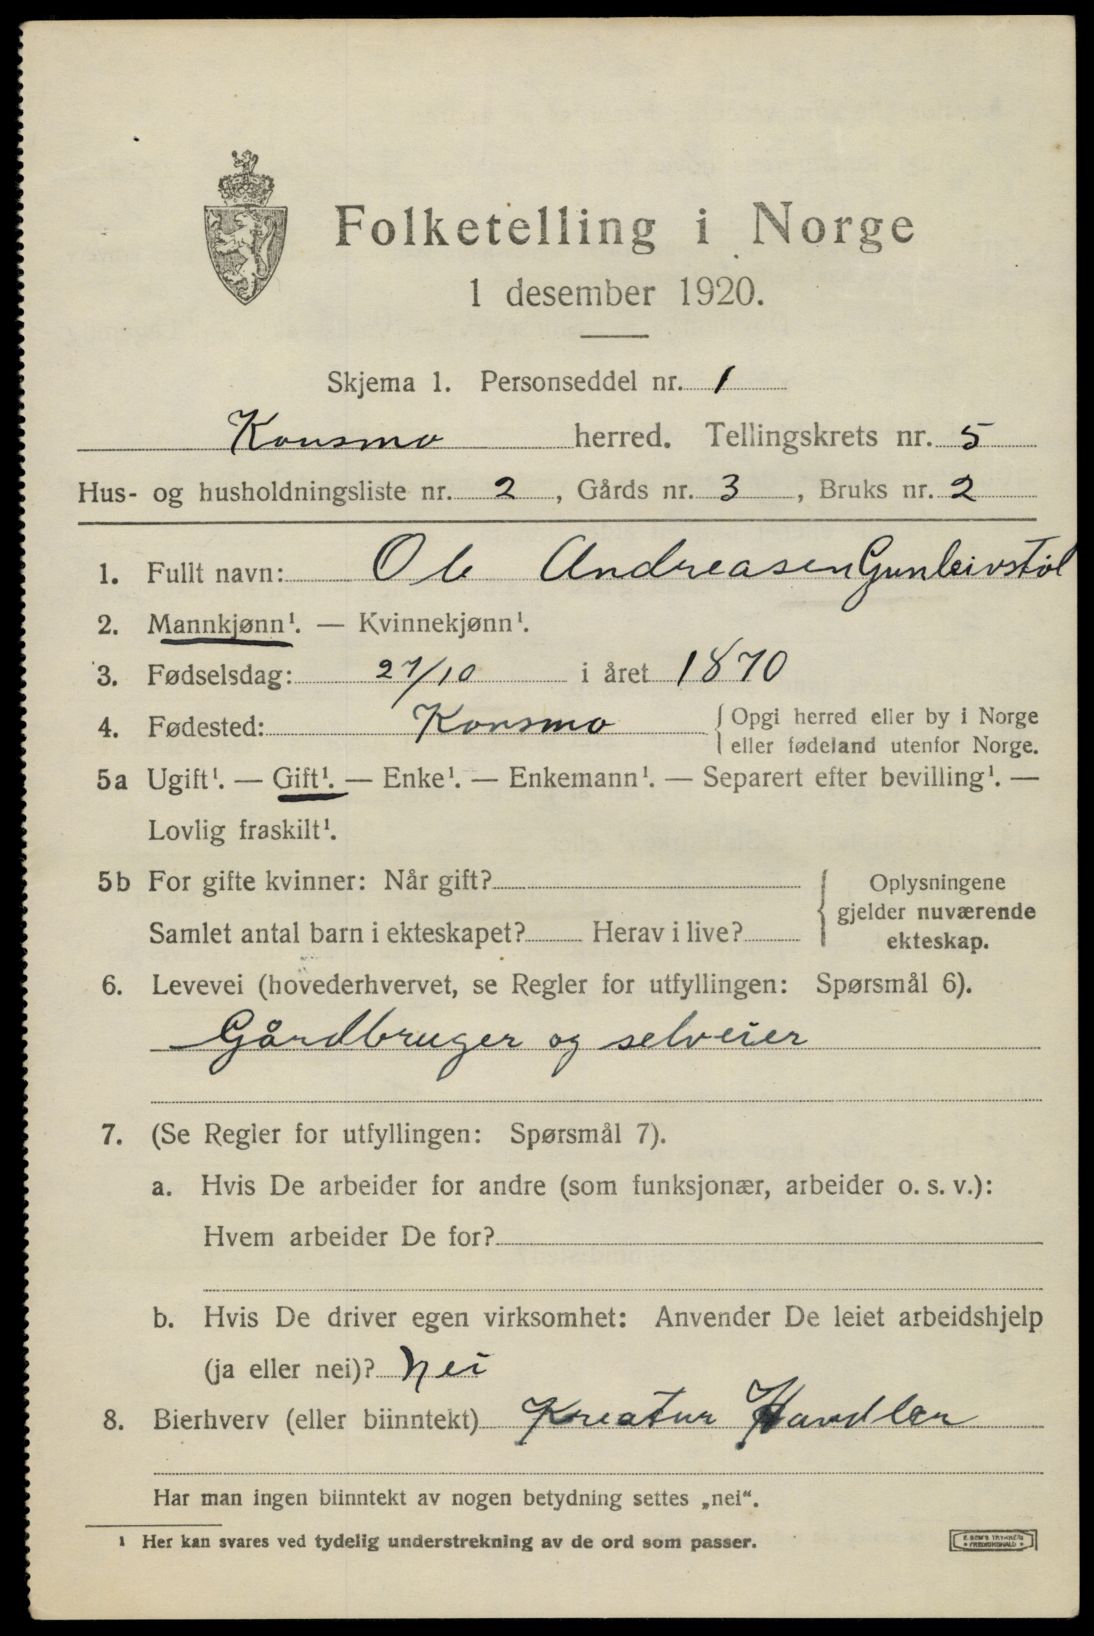 Folketelling i Norge
1 desember 1920.
Skjema 1. Personseddel nr. 1
Konsmo herred. Tellingskrets nr. 5
Hus- og husholdningsliste nr. 2, Gårds nr. 3, Bruks nr. 2
1. Fullt navn: Ole Andreasen Gunleivstøl
2. Mannkjønn¹. — Kvinnekjønn¹.
3. Fødselsdag: 27/10 i året 1870
4. Fødested: Konsmo { Opgi herred eller by i Norge
eller fødeland utenfor Norge.
5a Ugift¹. — Gift¹. — Enke¹. — Enkemann¹. — Separert efter bevilling¹. —
Lovlig fraskilt¹.
5b For gifte kvinner: Når gift?
Samlet antal barn i ekteskapet? Herav i live?
{ Oplysningene
gjelder nuværende
ekteskap.
6. Levevei (hovederhvervet, se Regler for utfyllingen: Spørsmål 6).
Gårdbruger og selveier
7. (Se Regler for utfyllingen: Spørsmål 7).
a. Hvis De arbeider for andre (som funksjonær, arbeider o. s. v.):
Hvem arbeider De for?
b. Hvis De driver egen virksomhet: Anvender De leiet arbeidshjelp
(ja eller nei)? Nei
8. Bierhverv (eller biinntekt) Kreatur Handler
Har man ingen biinntekt av nogen betydning settes „nei“.
¹ Her kan svares ved tydelig understrekning av de ord som passer.
E. SEM'S TRYKKERI
FREDRIKSHALD